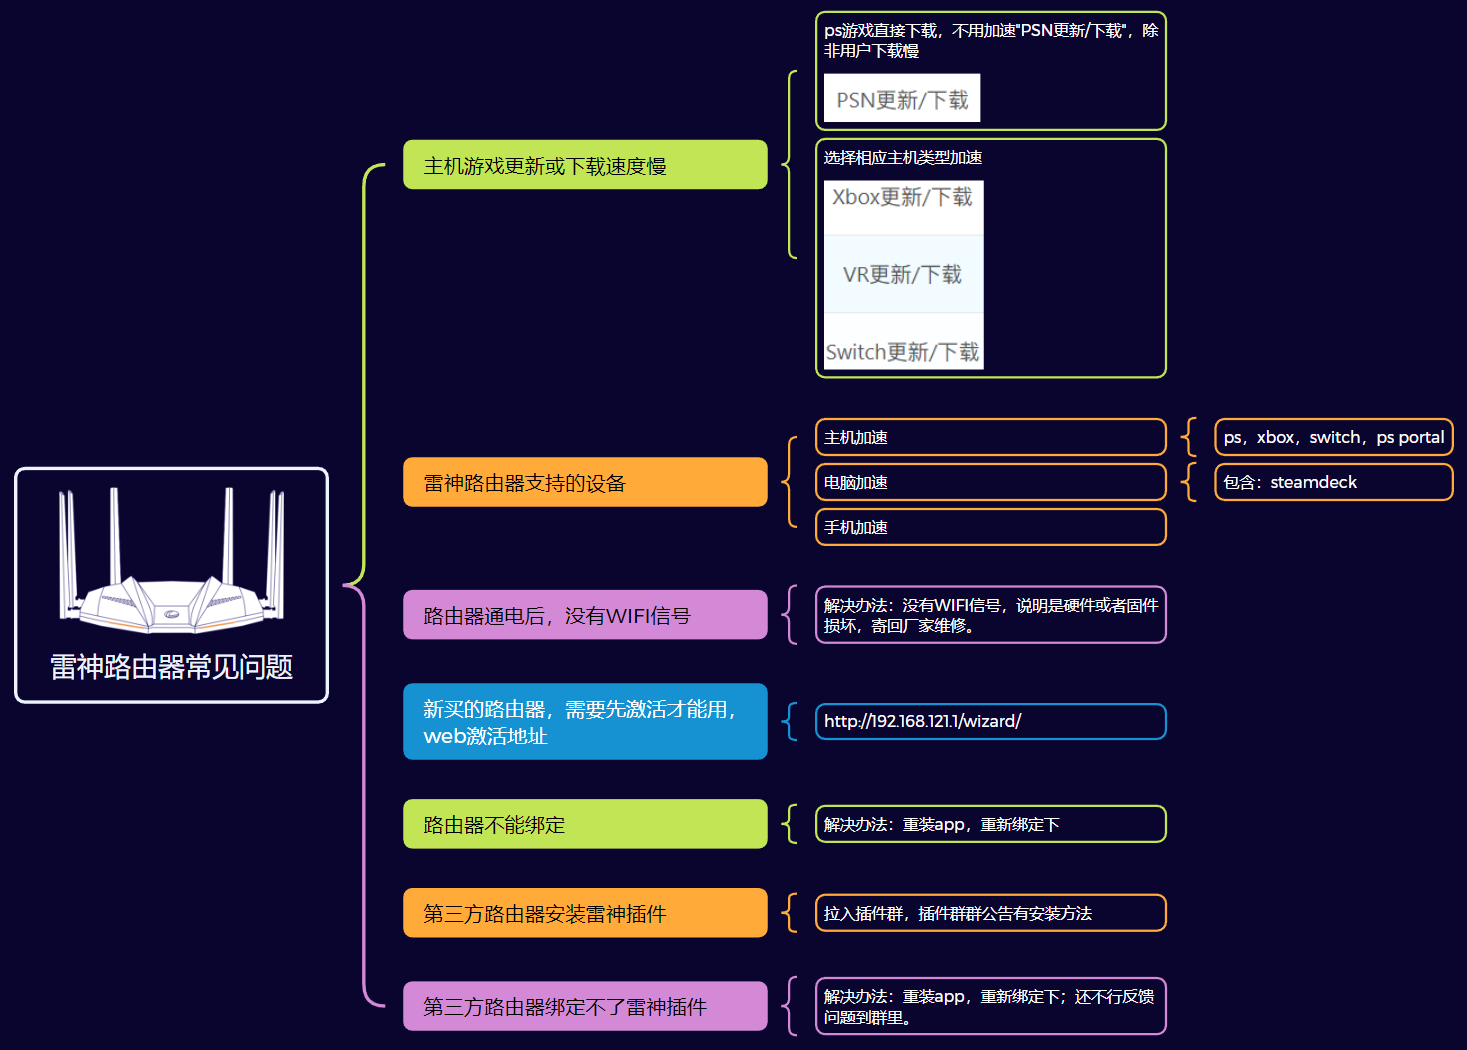 雷神路由器常见问题
主机游戏更新或下载速度慢
ps游戏直接下载，不用加速"PSN更新/下载"，除
非用户下载慢
PSN更新/下载
选择相应主机类型加速
Xbox更新/下载
VR更新/下载
Switch更新/下载
雷神路由器支持的设备
主机加速
ps，xbox，switch，ps portal
电脑加速
包含：steamdeck
手机加速
路由器通电后，没有WIFI信号
解决办法：没有WIFI信号，说明是硬件或者固件
损坏，寄回厂家维修。
新买的路由器，需要先激活才能用，
web激活地址
http://192.168.121.1/wizard/
路由器不能绑定
解决办法：重装app，重新绑定下
第三方路由器安装雷神插件
拉入插件群，插件群群公告有安装方法
第三方路由器绑定不了雷神插件
解决办法：重装app，重新绑定下；还不行反馈
问题到群里。